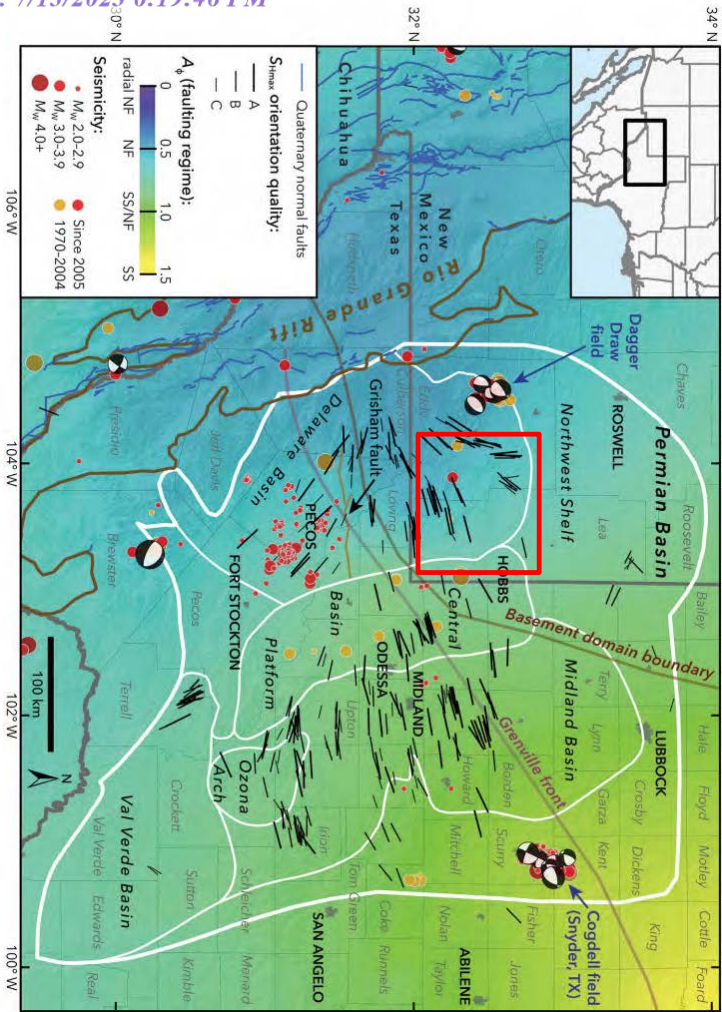 7/13/2023 6:19:46 PM
34° N
32° N
30° N
106° W
104° W
102° W
100° W
Quaternary normal faults
SHmax orientation quality:
A
B
C
Aϕ (faulting regime):
0 0.5 1.0 1.5
radial NF NF SS/NF SS
Seismicity:
Mw 2.0–2.9
Mw 3.0–3.9
Mw 4.0+
Since 2005
1970–2004
Chihuahua
New Mexico
Texas
Rio Grande Rift
Otero
Hudspeth
Dagger Draw field
Chaves
ROSWELL
Roosevelt
Permian Basin
Northwest Shelf
Lea
Bailey
Eddy
Culberson
Delaware Basin
Grisham fault
Loving
PECOS
Jeff Davis
Presidio
Brewster
FORT STOCKTON
Pecos
HOBBS
Central
Basin
Platform
Basement domain boundary
Midland Basin
Terry
Lynn
LUBBOCK
Hale
Floyd
Motley
Cottle
Foard
Crosby
Dickens
King
Garza
Kent
ODESSA
MIDLAND
Upton
Howard
Borden
Scurry
Mitchell
Fisher
Jones
Nolan
Taylor
ABILENE
Grenville front
Cogdell field
(Snyder, TX)
Coke
Runnels
Tom Green
Irion
SAN ANGELO
Ozona
Arch
Terrell
Crockett
Val Verde
Val Verde Basin
Sutton
Schleicher
Menard
Kimble
Edwards
Real
100 km
N